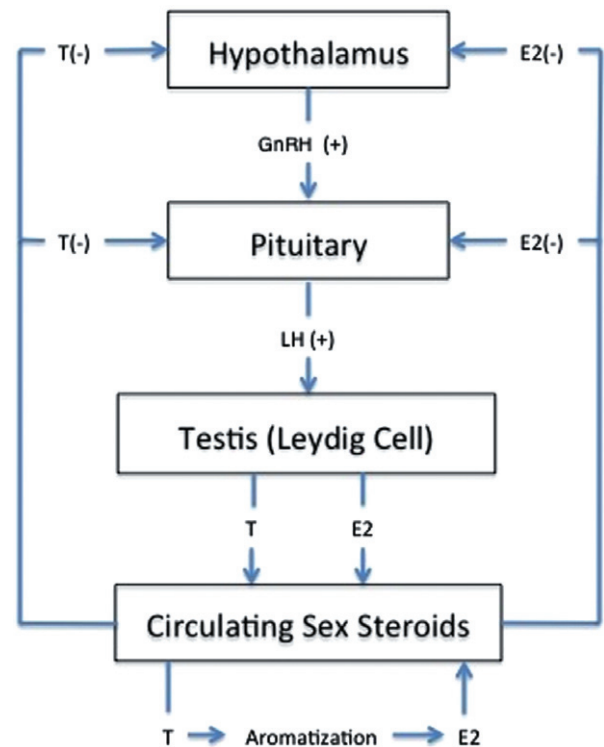 T(-) Hypothalamus E2(-)
GnRH (+)
T(-) Pituitary E2(-)
LH (+)
Testis (Leydig Cell)
T E2
Circulating Sex Steroids
T Aromatization E2